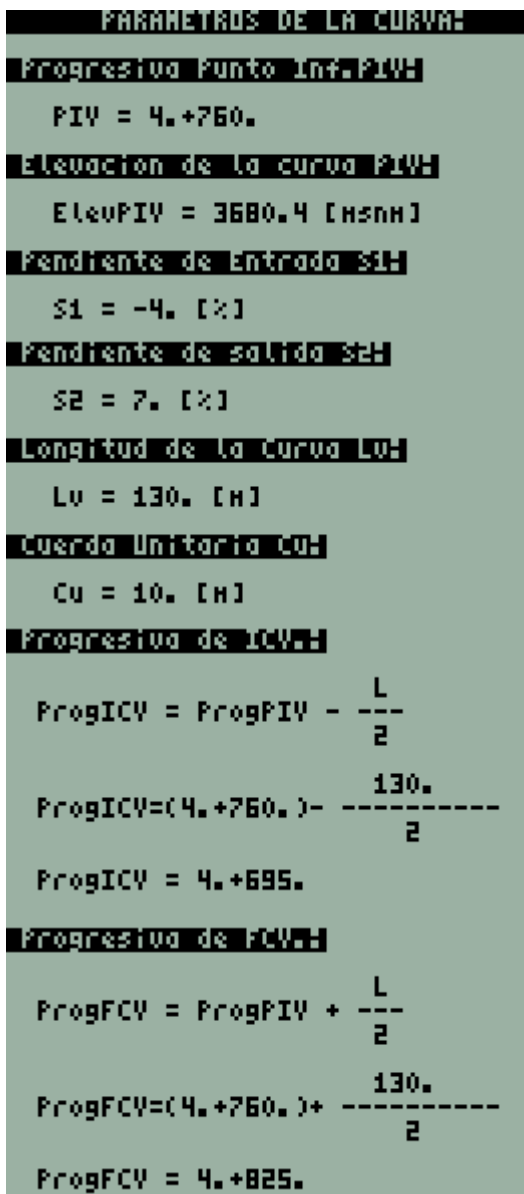 PARAMETROS DE LA CURVA:
Progresiva Punto Inf.PIV:
PIV = 4.+760.
Elevacion de la curva PIV:
ElevPIV = 3680.4 [msnm]
Pendiente de Entrada S1:
S1 = -4. [%]
Pendiente de salida S2:
S2 = 7. [%]
Longitud de la Curva Lv:
Lv = 130. [m]
Cuerda Unitaria Cu:
Cu = 10. [m]
Progresiva de ICV.:
L
ProgICV = ProgPIV - ---
2
130.
ProgICV=(4.+760.)- ----------
2
ProgICV = 4.+695.
Progresiva de FCV.:
L
ProgFCV = ProgPIV + ---
2
130.
ProgFCV=(4.+760.)+ ----------
2
ProgFCV = 4.+825.